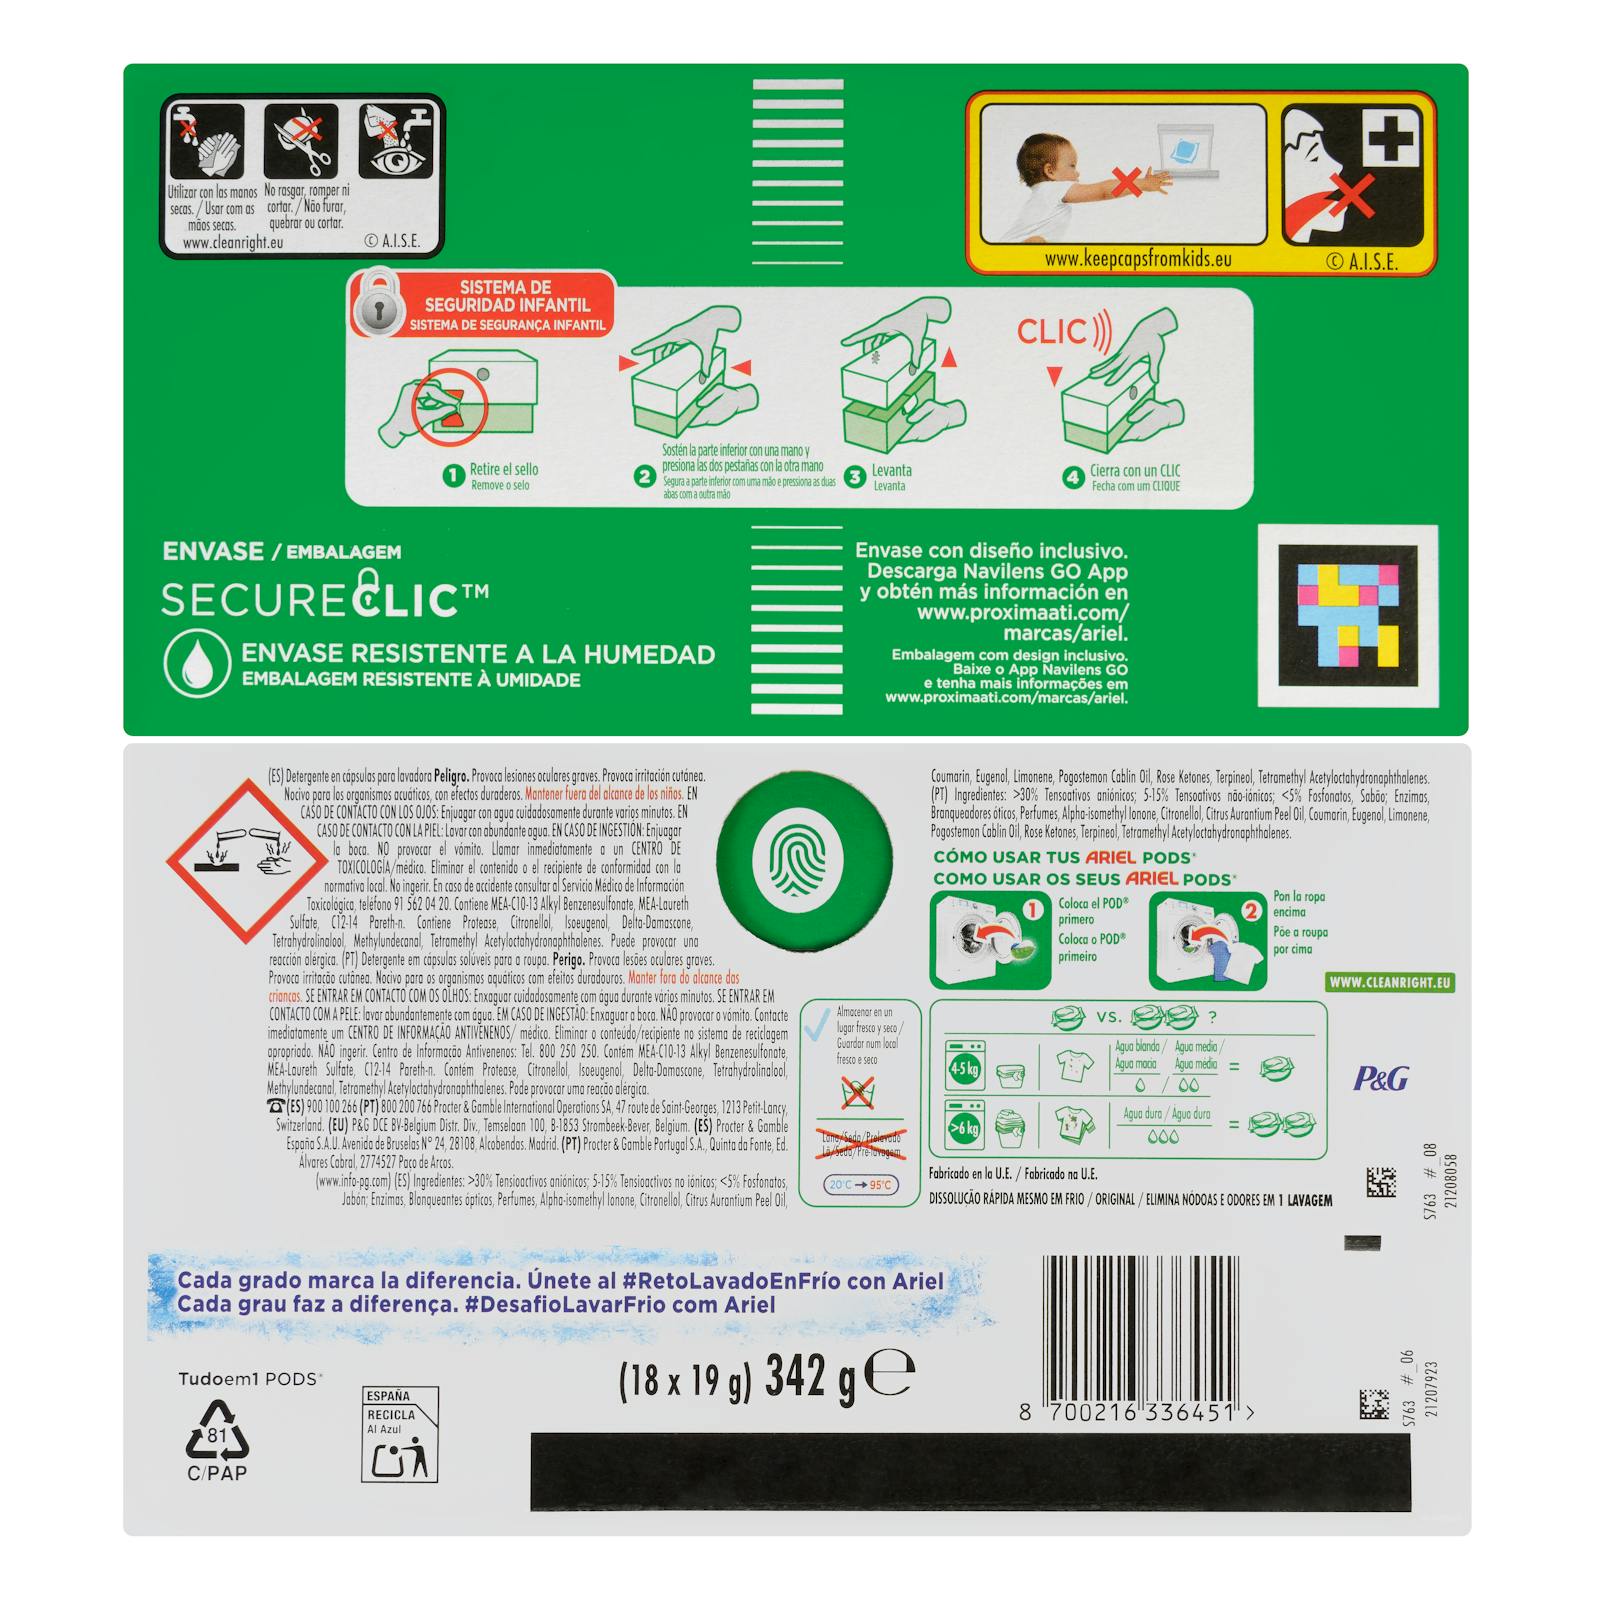 Utilizar con las manos
secas. / Usar com as
mãos secas.
No rasgar, romper ni
cortar. / Não furar,
quebrar ou cortar.
www.cleanright.eu
© A.I.S.E.
www.keepcapsfromkids.eu
© A.I.S.E.
SISTEMA DE
SEGURIDAD INFANTIL
SISTEMA DE SEGURANÇA INFANTIL
CLIC
1 Retire el sello
Remove o selo
2 Sostén la parte inferior con una mano y
presiona las dos pestañas con la otra mano
Segura a parte inferior com uma mão e pressiona as duas
abas com a outra mão
3 Levanta
Levanta
4 Cierra con un CLIC
Fecha com um CLIQUE
ENVASE / EMBALAGEM
SECURECLIC™
ENVASE RESISTENTE A LA HUMEDAD
EMBALAGEM RESISTENTE À UMIDADE
Envase con diseño inclusivo.
Descarga Navilens GO App
y obtén más información en
www.proximaati.com/
marcas/ariel.
Embalagem com design inclusivo.
Baixe o App Navilens GO
e tenha mais informações em
www.proximaati.com/marcas/ariel.
(ES) Detergente en cápsulas para lavadora Peligro. Provoca lesiones oculares graves. Provoca irritación cutánea.
Nocivo para los organismos acuáticos, con efectos duraderos. Mantener fuera del alcance de los niños. EN
CASO DE CONTACTO CON LOS OJOS: Enjuagar con agua cuidadosamente durante varios minutos. EN
CASO DE CONTACTO CON LA PIEL: Lavar con abundante agua. EN CASO DE INGESTIÓN: Enjuagar
la boca. NO provocar el vómito. Llamar inmediatamente a un CENTRO DE
TOXICOLOGÍA/médico. Eliminar el contenido o el recipiente de conformidad con la
normativa local. No ingerir. En caso de accidente consultar al Servicio Médico de Información
Toxicológica, teléfono 91 562 04 20. Contiene MEA-C10-13 Alkyl Benzenesulfonate, MEA-Laureth
Sulfate, C12-14 Pareth-n. Contiene Protease, Citronellol, Isoeugenol, Delta-Damascone,
Tetrahydrolinalool, Methylundecanal, Tetramethyl Acetyloctahydronaphthalenes. Puede provocar una
reacción alérgica. (PT) Detergente em cápsulas solúveis para a roupa. Perigo. Provoca lesões oculares graves.
Provoca irritação cutânea. Nocivo para os organismos aquáticos com efeitos duradouros. Manter fora do alcance das
crianças. SE ENTRAR EM CONTACTO COM OS OLHOS: Enxaguar cuidadosamente com água durante vários minutos. SE ENTRAR EM
CONTACTO COM A PELE: lavar abundantemente com água. EM CASO DE INGESTÃO: Enxaguar a boca. NÃO provocar o vómito. Contacte
imediatamente um CENTRO DE INFORMAÇÃO ANTIVENENOS/ médico. Eliminar o conteúdo/recipiente no sistema de reciclagem
apropriado. NÃO ingerir. Centro de Informação Antivenenos: Tel. 800 250 250. Contém MEA-C10-13 Alkyl Benzenesulfonate,
MEA-Laureth Sulfate, C12-14 Pareth-n. Contém Protease, Citronellol, Isoeugenol, Delta-Damascone, Tetrahydrolinalool,
Methylundecanal, Tetramethyl Acetyloctahydronaphthalenes. Pode provocar uma reação alérgica.
(ES) 900 100 266 (PT) 800 200 766 Procter & Gamble International Operations SA, 47 route de Saint-Georges, 1213 Petit-Lancy,
Switzerland. (EU) P&G DCE BV-Belgium Distr. Div., Temselaan 100, B-1853 Strombeek-Bever, Belgium. (ES) Procter & Gamble
España S.A.U. Avenida de Bruselas N° 24, 28108, Alcobendas. Madrid. (PT) Procter & Gamble Portugal S.A., Quinta da Fonte, Ed.
Álvares Cabral, 2774527 Paço de Arcos.
(www.info-pg.com) (ES) Ingredientes: >30% Tensioactivos aniónicos; 5-15% Tensioactivos no iónicos; <5% Fosfonatos,
Jabón; Enzimas, Blanqueantes ópticos, Perfumes, Alpha-isomethyl Ionone, Citronellol, Citrus Aurantium Peel Oil,
Coumarin, Eugenol, Limonene, Pogostemon Cablin Oil, Rose Ketones, Terpineol, Tetramethyl Acetyloctahydronaphthalenes.
(PT) Ingredientes: >30% Tensoativos aniónicos; 5-15% Tensoativos não-iónicos; <5% Fosfonatos, Sabão; Enzimas,
Branqueadores óticos, Perfumes, Alpha-isomethyl Ionone, Citronellol, Citrus Aurantium Peel Oil, Coumarin, Eugenol, Limonene,
Pogostemon Cablin Oil, Rose Ketones, Terpineol, Tetramethyl Acetyloctahydronaphthalenes.
CÓMO USAR TUS ARIEL PODS®
COMO USAR OS SEUS ARIEL PODS®
1 Coloca el POD®
primero
Coloca o POD®
primeiro
2 Pon la ropa
encima
Põe a roupa
por cima
WWW.CLEANRIGHT.EU
Almacenar en un
lugar fresco y seco /
Guardar num local
fresco e seco
Lana/Seda/Prelavado
Lã/Seda/Pré-lavagem
20°C → 95°C
VS. ?
4-5 kg
Agua blanda / Agua media /
Água macia Água média =
>6 kg
Agua dura / Água dura =
P&G
Fabricado en la U.E. / Fabricado na U.E.
DISSOLUÇÃO RÁPIDA MESMO EM FRIO / ORIGINAL / ELIMINA NÓDOAS E ODORES EM 1 LAVAGEM
S763 #_08
21208058
Cada grado marca la diferencia. Únete al #RetoLavadoEnFrío con Ariel
Cada grau faz a diferença. #DesafioLavarFrio com Ariel
Tudoem1 PODS®
81
C/PAP
ESPAÑA
RECICLA
Al Azul
(18 x 19 g) 342 g e
8 700216 336451 >
S763 #_06
21207923